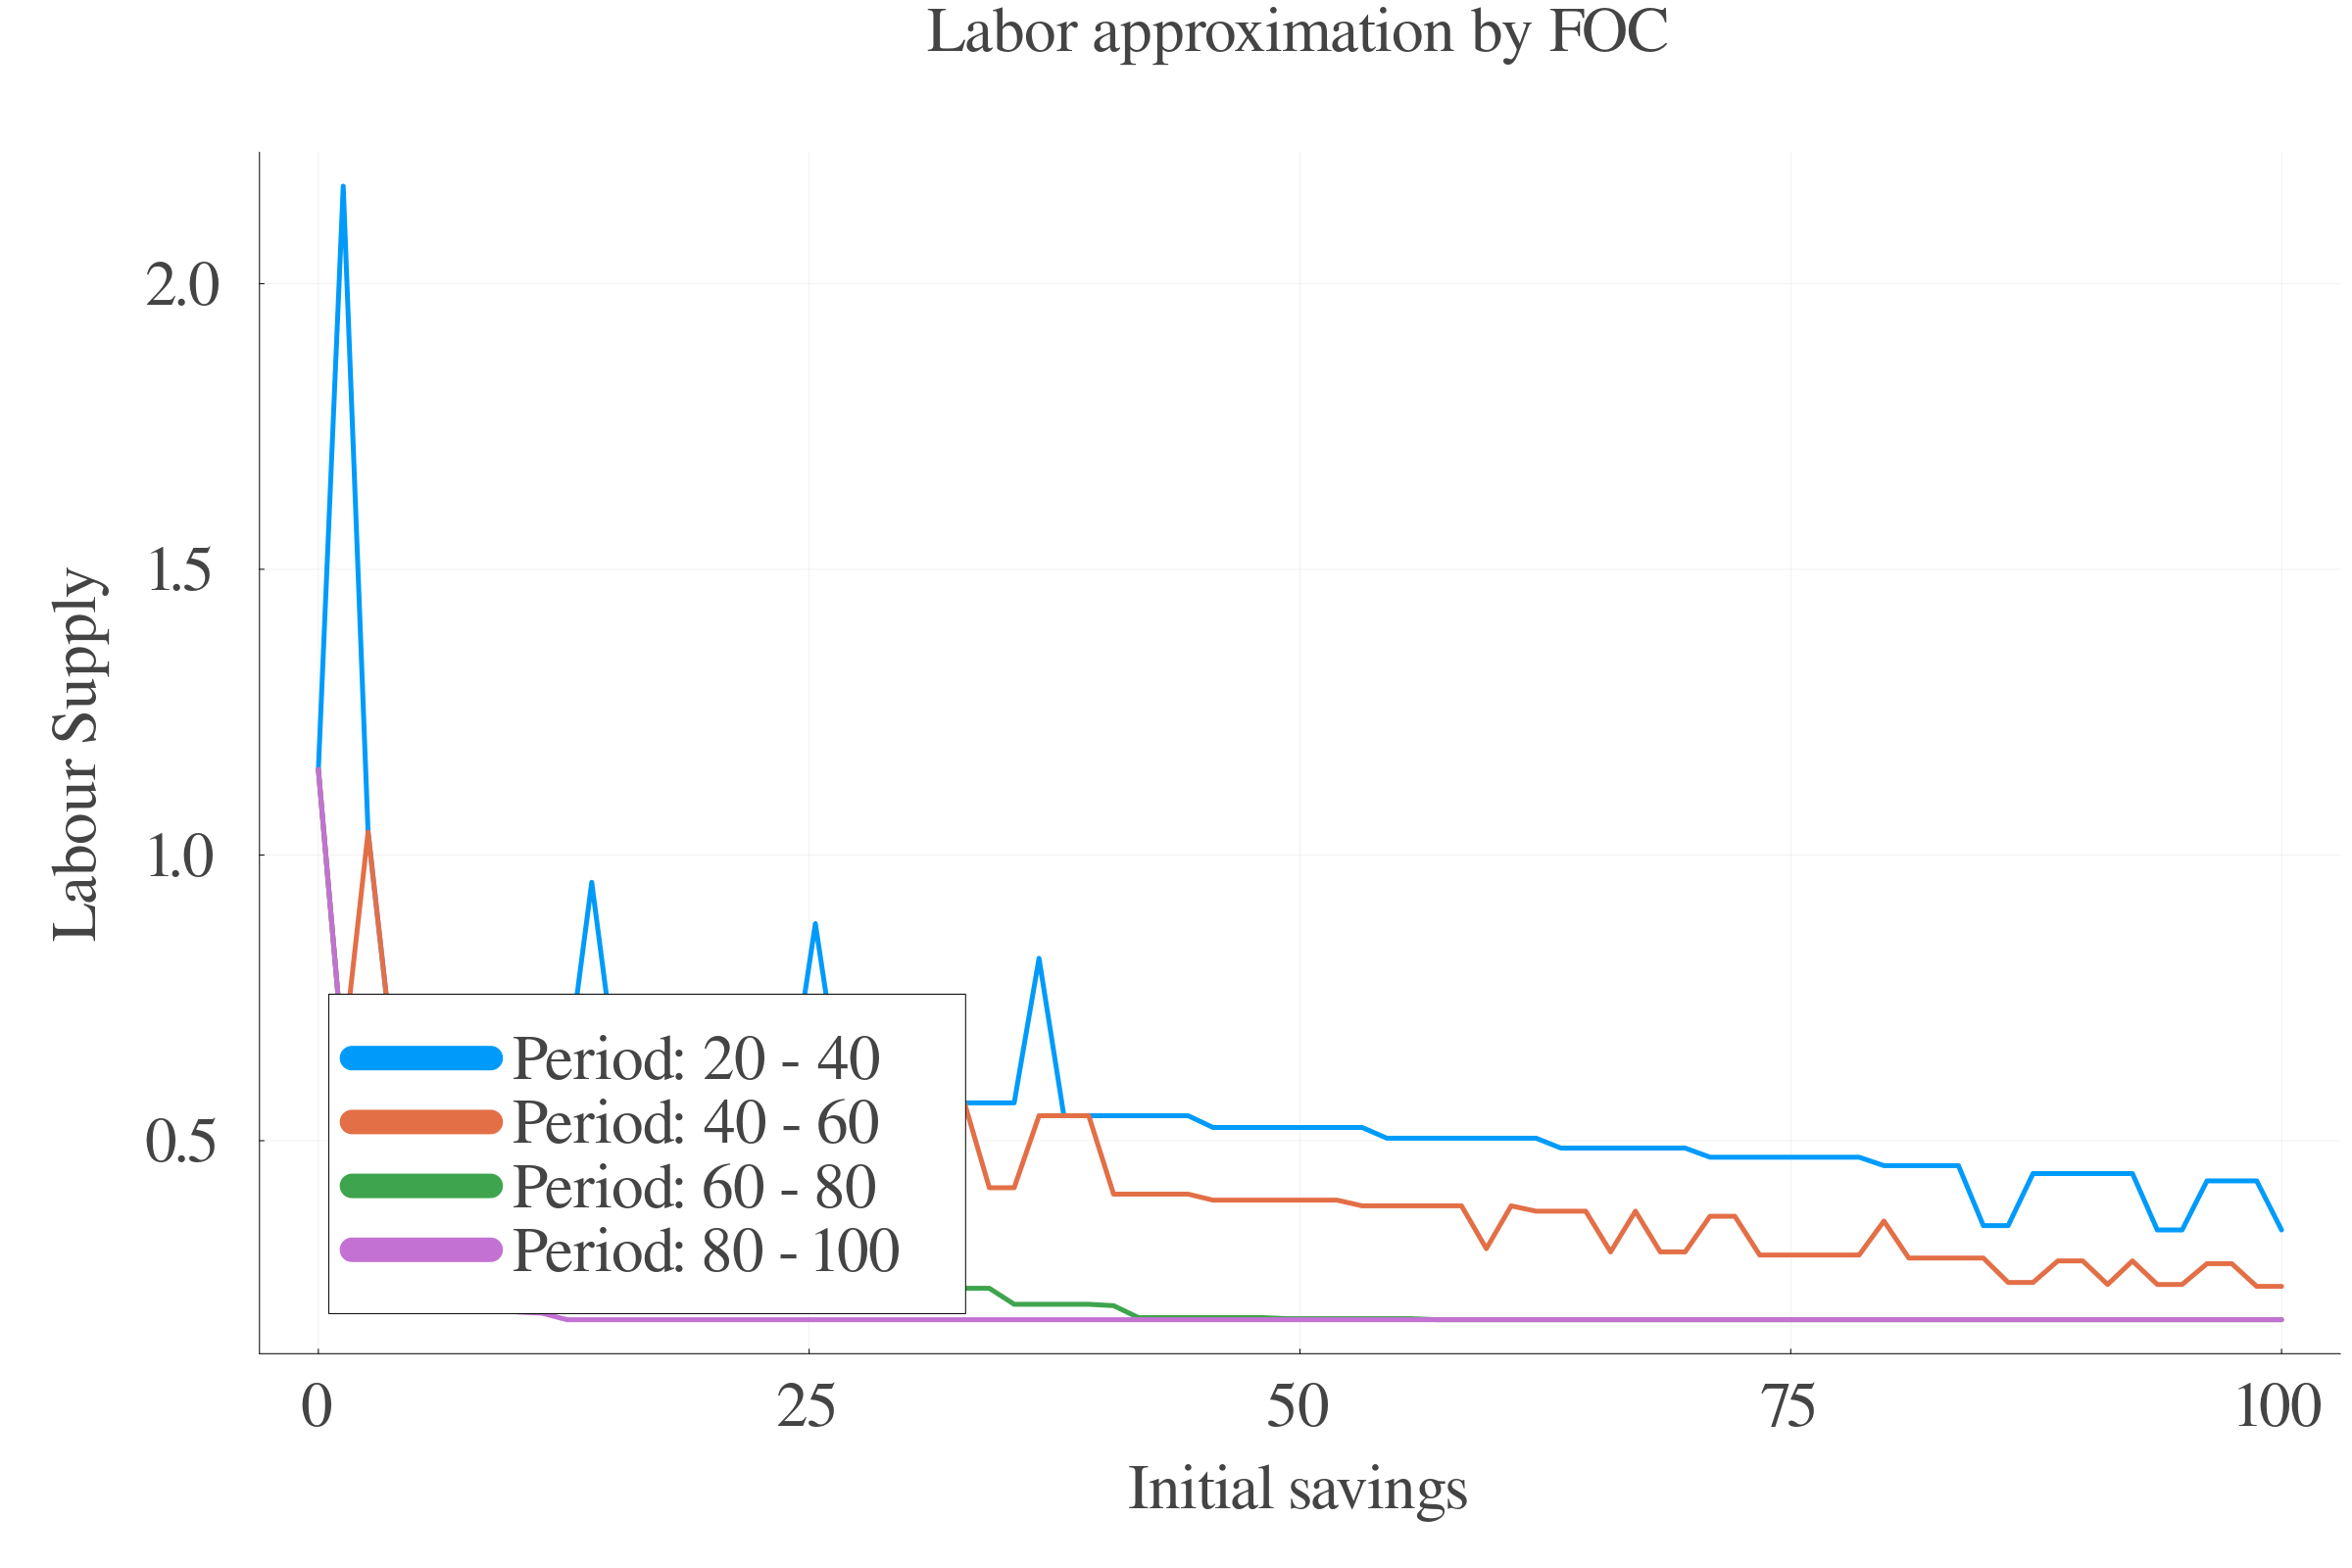 Labor approximation by FOC
Labour Supply
2.0
1.5
1.0
0.5
Period: 20 - 40
Period: 40 - 60
Period: 60 - 80
Period: 80 - 100
0 25 50 75 100
Initial savings